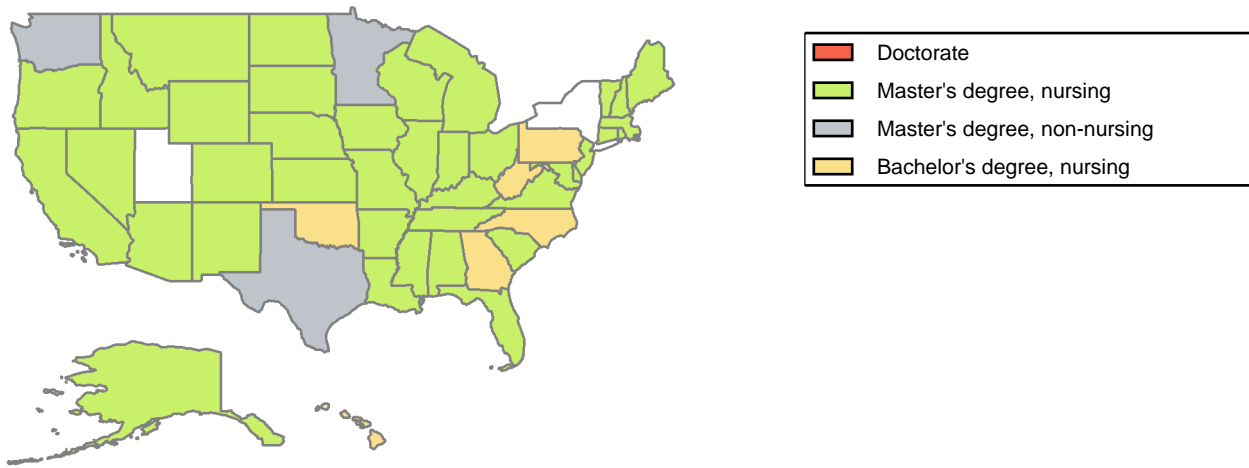 Doctorate
Master's degree, nursing
Master's degree, non-nursing
Bachelor's degree, nursing